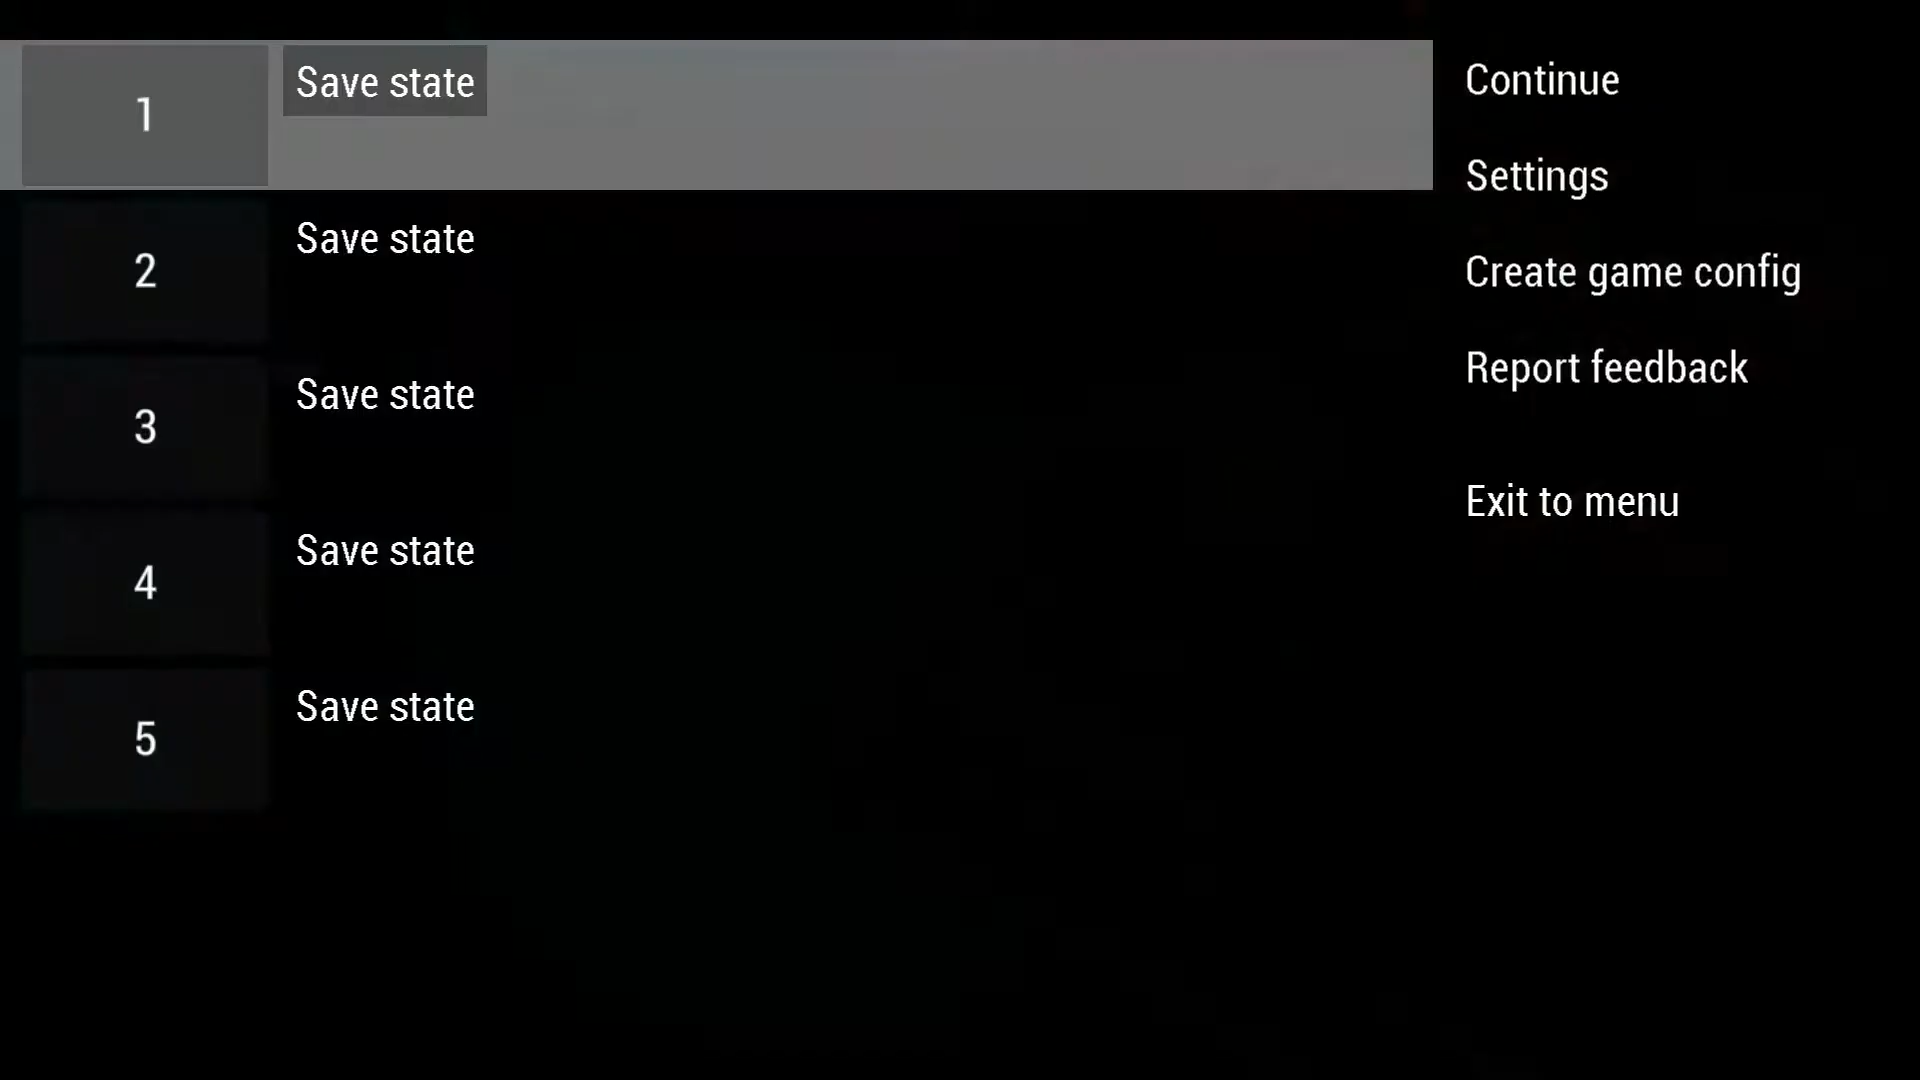 1
Save state
2
Save state
3
Save state
4
Save state
5
Save state
Continue
Settings
Create game config
Report feedback
Exit to menu